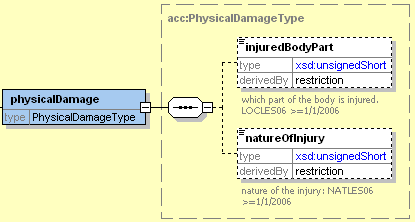 acc:PhysicalDamageType
injuredBodyPart
type xsd:unsignedShort
derivedBy restriction
which part of the body is injured.
LOCLES06 >=1/1/2006
physicalDamage
type PhysicalDamageType
natureOfInjury
type xsd:unsignedShort
derivedBy restriction
nature of the injury: NATLES06
>=1/1/2006